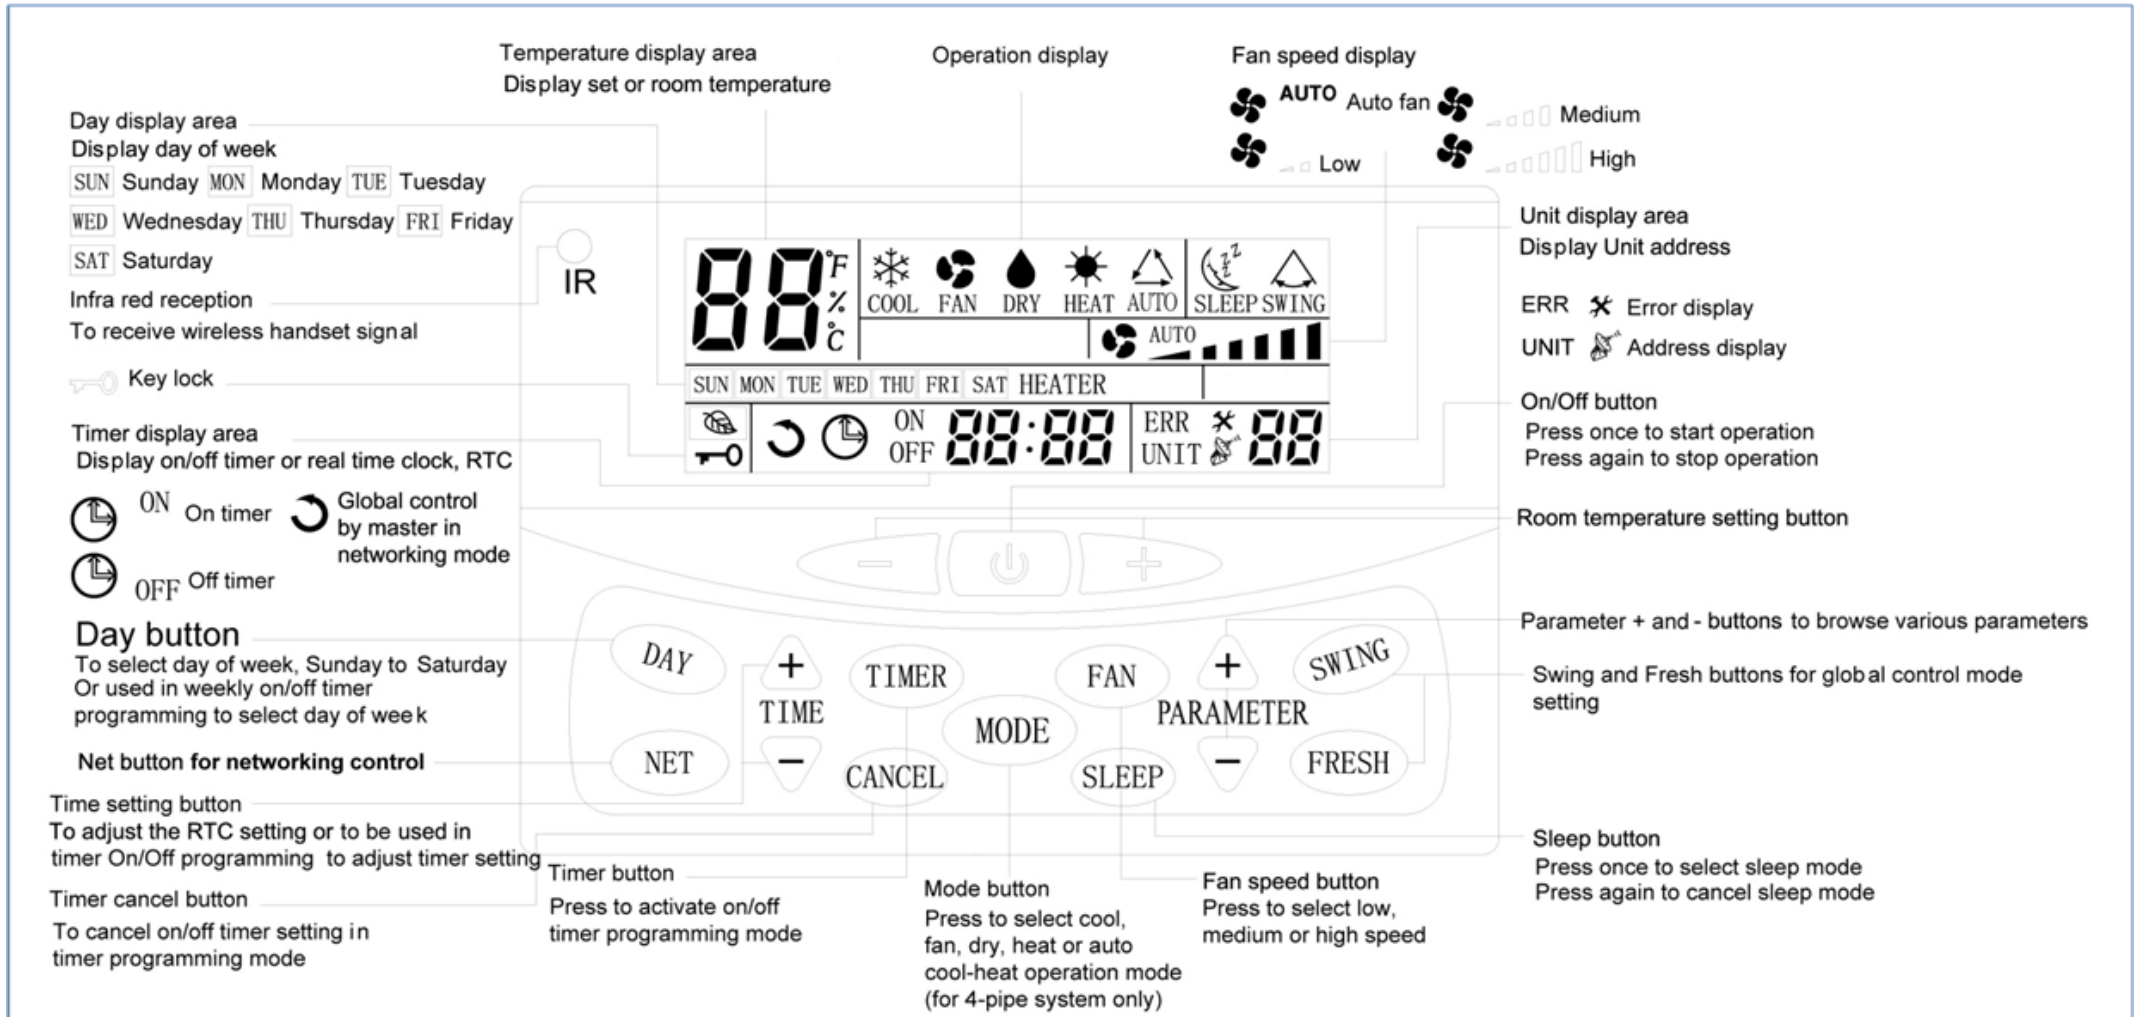 Temperature display area
Display set or room temperature
Operation display
Fan speed display
AUTO Auto fan
Medium
Low
High
Day display area
Display day of week
SUN Sunday MON Monday TUE Tuesday
WED Wednesday THU Thursday FRI Friday
SAT Saturday
Infra red reception
To receive wireless handset signal
Key lock
Timer display area
Display on/off timer or real time clock, RTC
ON On timer
Global control
by master in
networking mode
OFF Off timer
Day button
To select day of week, Sunday to Saturday
Or used in weekly on/off timer
programming to select day of week
Net button for networking control
Time setting button
To adjust the RTC setting or to be used in
timer On/Off programming to adjust timer setting
Timer cancel button
To cancel on/off timer setting in
timer programming mode
IR
88 °F % °C
COOL FAN DRY HEAT AUTO SLEEP SWING
AUTO
SUN MON TUE WED THU FRI SAT HEATER
ON
OFF
88:88
ERR
UNIT
88
− +
DAY
+
TIME
−
TIMER
MODE
FAN
+
PARAMETER
−
SWING
NET
CANCEL
SLEEP
FRESH
Unit display area
Display Unit address
ERR Error display
UNIT Address display
On/Off button
Press once to start operation
Press again to stop operation
Room temperature setting button
Parameter + and - buttons to browse various parameters
Swing and Fresh buttons for global control mode
setting
Sleep button
Press once to select sleep mode
Press again to cancel sleep mode
Timer button
Press to activate on/off
timer programming mode
Mode button
Press to select cool,
fan, dry, heat or auto
cool-heat operation mode
(for 4-pipe system only)
Fan speed button
Press to select low,
medium or high speed